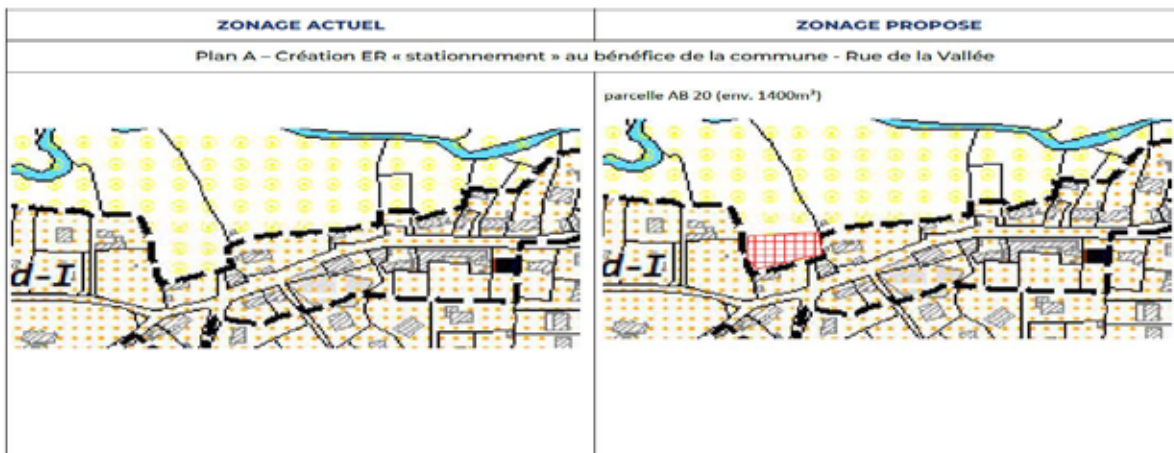 ZONAGE ACTUEL
ZONAGE PROPOSE
Plan A – Création ER « stationnement » au bénéfice de la commune - Rue de la Vallée
parcelle AB 20 (env. 1400m²)
d-I
d-I